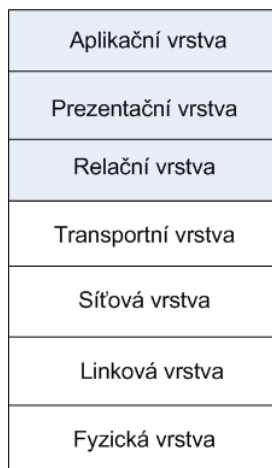 Aplikační vrstva
Prezentační vrstva
Relační vrstva
Transportní vrstva
Síťová vrstva
Linková vrstva
Fyzická vrstva